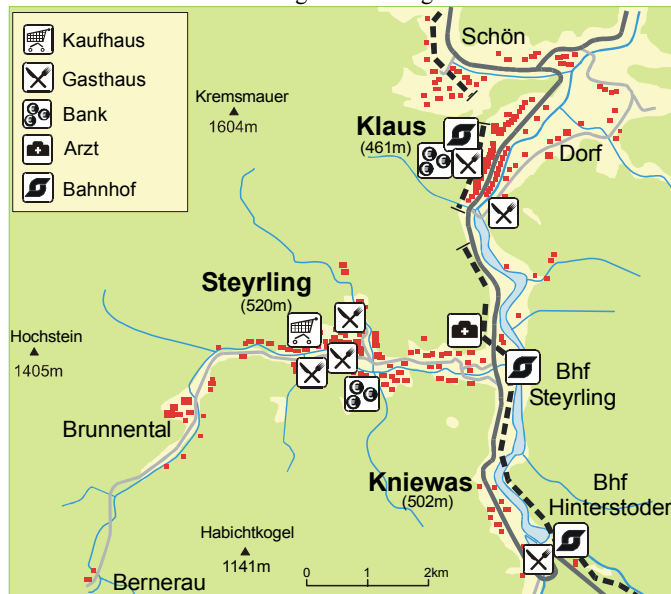 Schön
Kaufhaus
Gasthaus
Kremsmauer
1604m
Bank
Klaus
(461m)
Arzt
Dorf
Bahnhof
Steyrling
(520m)
Hochstein
1405m
Bhf
Steyrling
Brunnental
Kniewas
(502m)
Bhf
Hinterstoder
Habichtkogel
1141m
0 1 2km
Bernerau